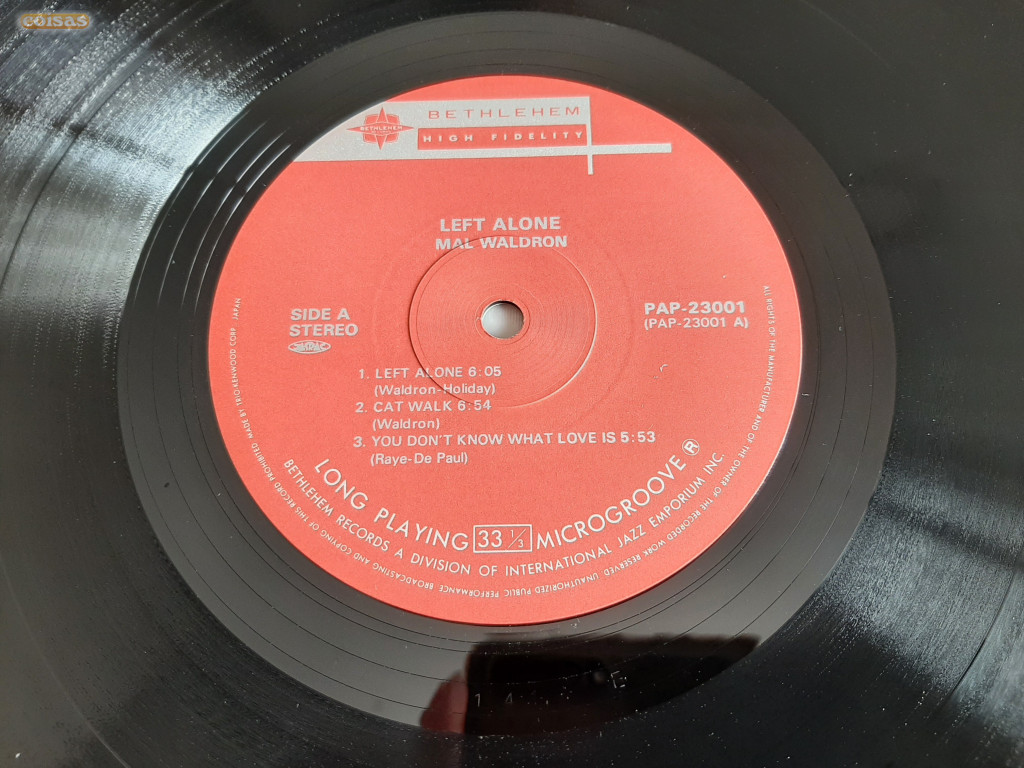 coisas
BETHLEHEM
BETHLEHEM
HIGH FIDELITY
LEFT ALONE
MAL WALDRON
SIDE A
STEREO
PAP-23001
(PAP-23001 A)
1. LEFT ALONE 6:05
(Waldron-Holiday)
2. CAT WALK 6:54
(Waldron)
3. YOU DON'T KNOW WHAT LOVE IS 5:53
(Raye-De Paul)
LONG PLAYING 33 1/3 MICROGROOVE ®
BETHLEHEM RECORDS A DIVISION OF INTERNATIONAL JAZZ EMPORIUM INC.
ALL RIGHTS OF THE MANUFACTURER AND OF THE OWNER OF THE RECORDED WORK RESERVED UNAUTHORIZED PUBLIC PERFORMANCE BROADCASTING AND COPYING OF THIS RECORD PROHIBITED MADE BY TRIO-KENWOOD CORP. JAPAN